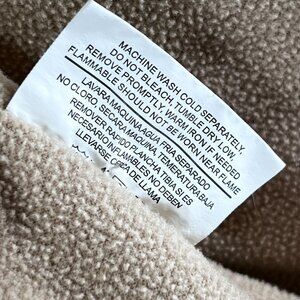 MACHINE WASH COLD SEPARATELY,
DO NOT BLEACH, TUMBLE DRY LOW,
REMOVE PROMPTLY, WARM IRON IF NEEDED.
FLAMMABLE SHOULD NOT BE WORN NEAR FLAME
LAVARA MAQUINA AGUA FRIA SEPARADO
NO CLORO, SECARA MAQUINA, TEMPERATURA BAJA
REMOVER RAPIDO PLANCHA TIBIA SI ES
NECESARIO INFLAMABLES NO DEBEN
LLEVARSE CERCA DE LLAMA